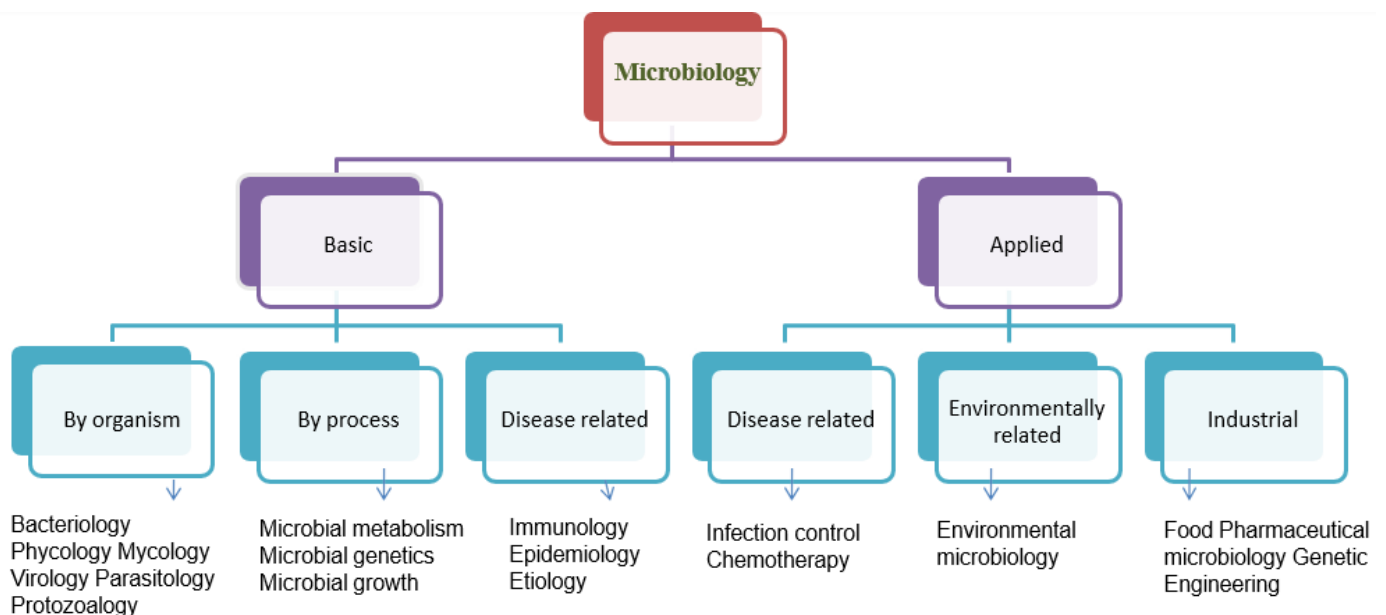 Microbiology
Basic
Applied
By organism
By process
Disease related
Disease related
Environmentally
related
Industrial
Bacteriology
Phycology Mycology
Virology Parasitology
Protozoalogy
Microbial metabolism
Microbial genetics
Microbial growth
Immunology
Epidemiology
Etiology
Infection control
Chemotherapy
Environmental
microbiology
Food Pharmaceutical
microbiology Genetic
Engineering